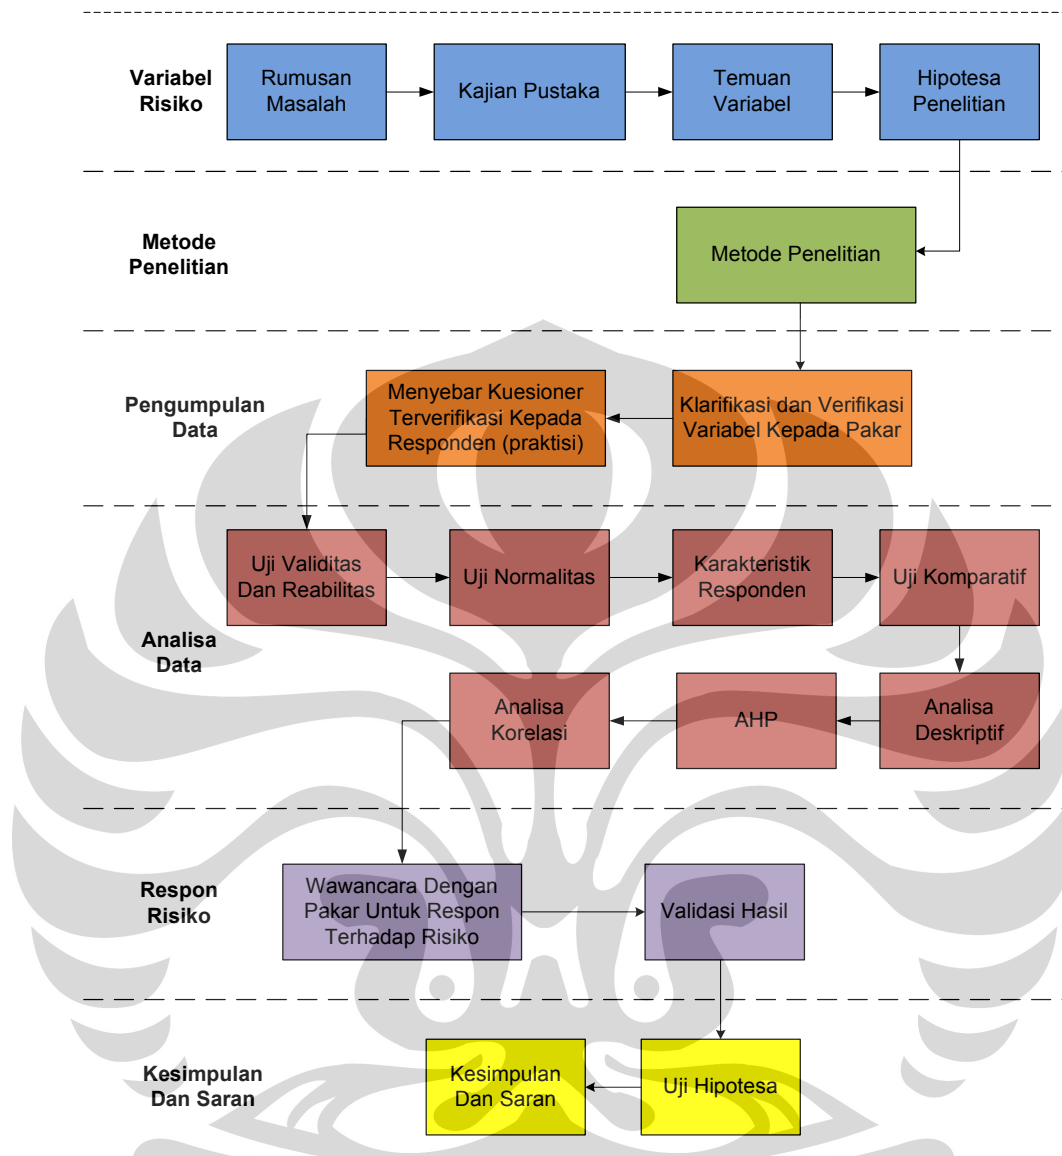 Variabel
Risiko
Rumusan
Masalah
Kajian Pustaka
Temuan
Variabel
Hipotesa
Penelitian
Metode
Penelitian
Metode Penelitian
Pengumpulan
Data
Menyebar Kuesioner
Terverifikasi Kepada
Responden (praktisi)
Klarifikasi dan Verifikasi
Variabel Kepada Pakar
Analisa
Data
Uji Validitas
Dan Reabilitas
Uji Normalitas
Karakteristik
Responden
Uji Komparatif
Analisa
Korelasi
AHP
Analisa
Deskriptif
Respon
Risiko
Wawancara Dengan
Pakar Untuk Respon
Terhadap Risiko
Validasi Hasil
Kesimpulan
Dan Saran
Kesimpulan
Dan Saran
Uji Hipotesa